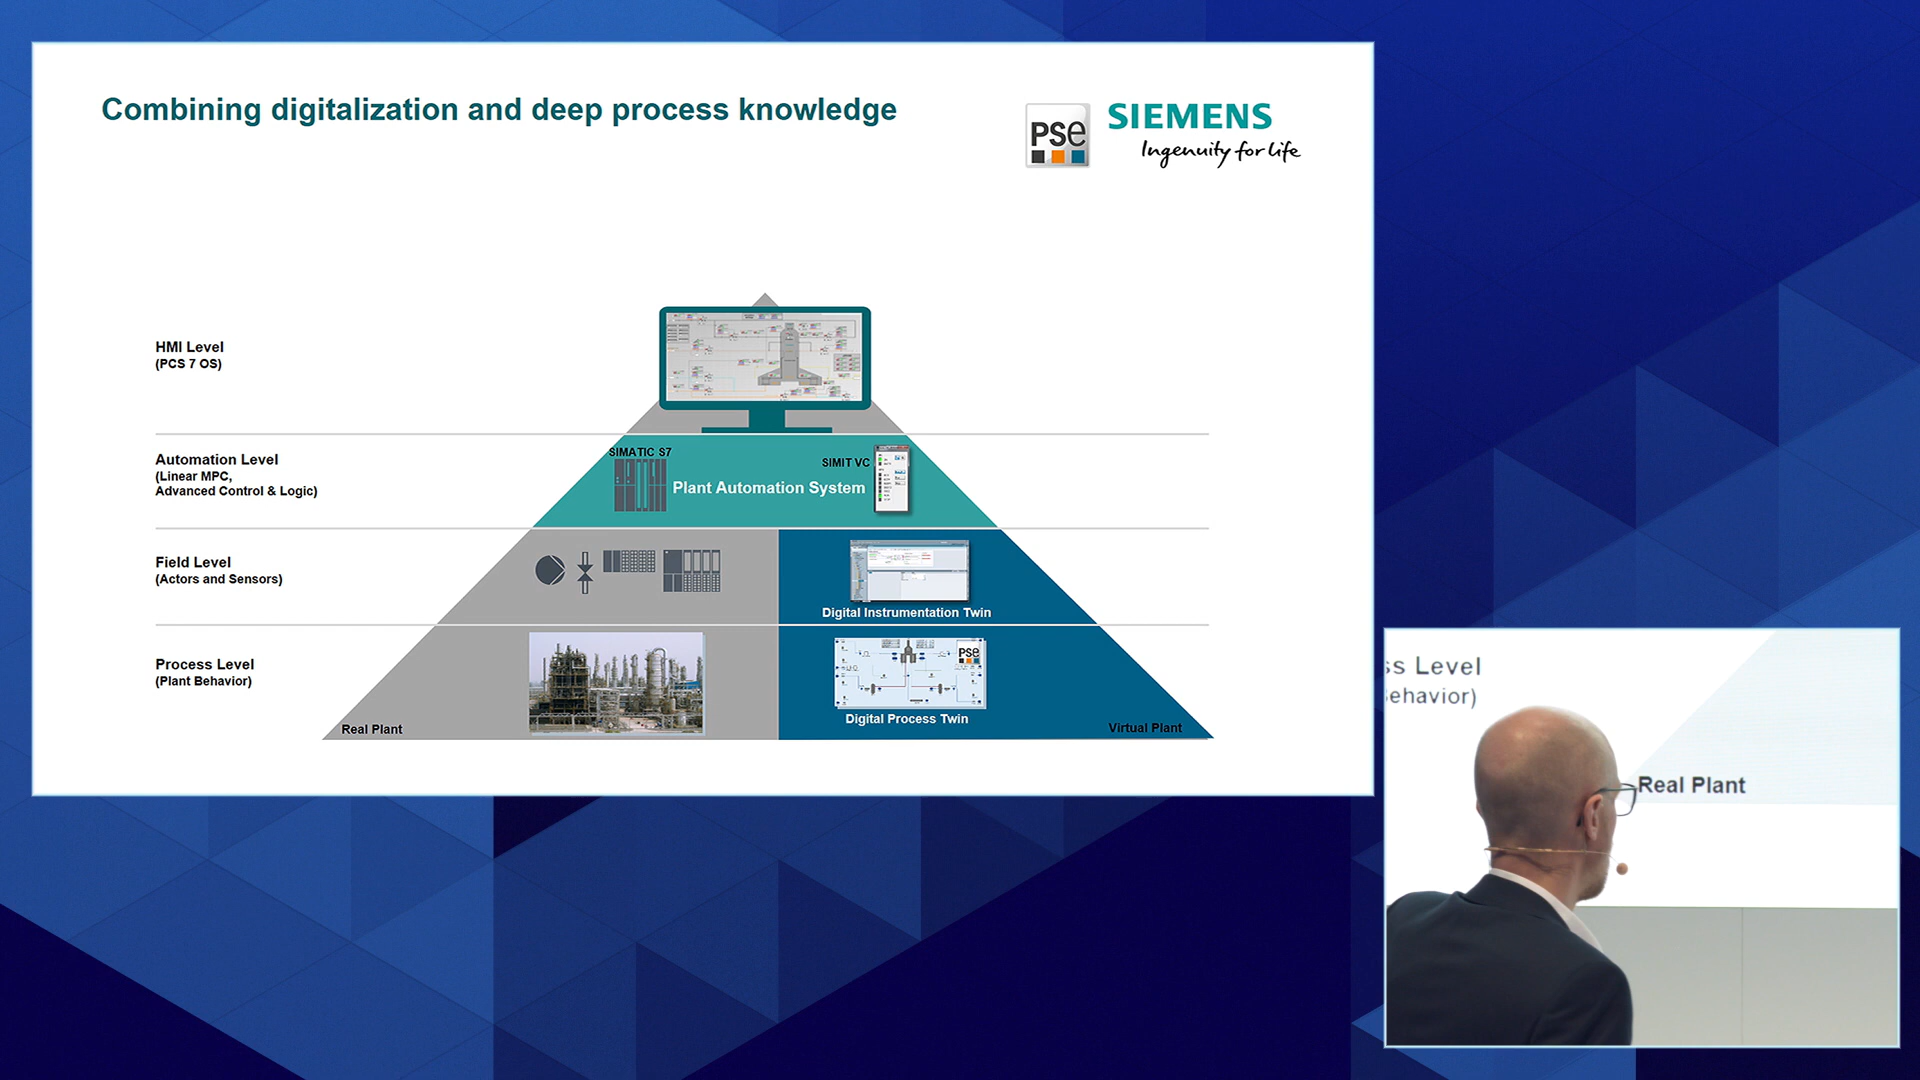 Combining digitalization and deep process knowledge
PSe
SIEMENS
Ingenuity for life
HMI Level
(PCS 7 OS)
Automation Level
(Linear MPC,
Advanced Control & Logic)
SIMATIC S7
SIMIT VC
Plant Automation System
Field Level
(Actors and Sensors)
Digital Instrumentation Twin
Process Level
(Plant Behavior)
PSe
Digital Process Twin
Real Plant
Virtual Plant
ss Level
ehavior)
Real Plant